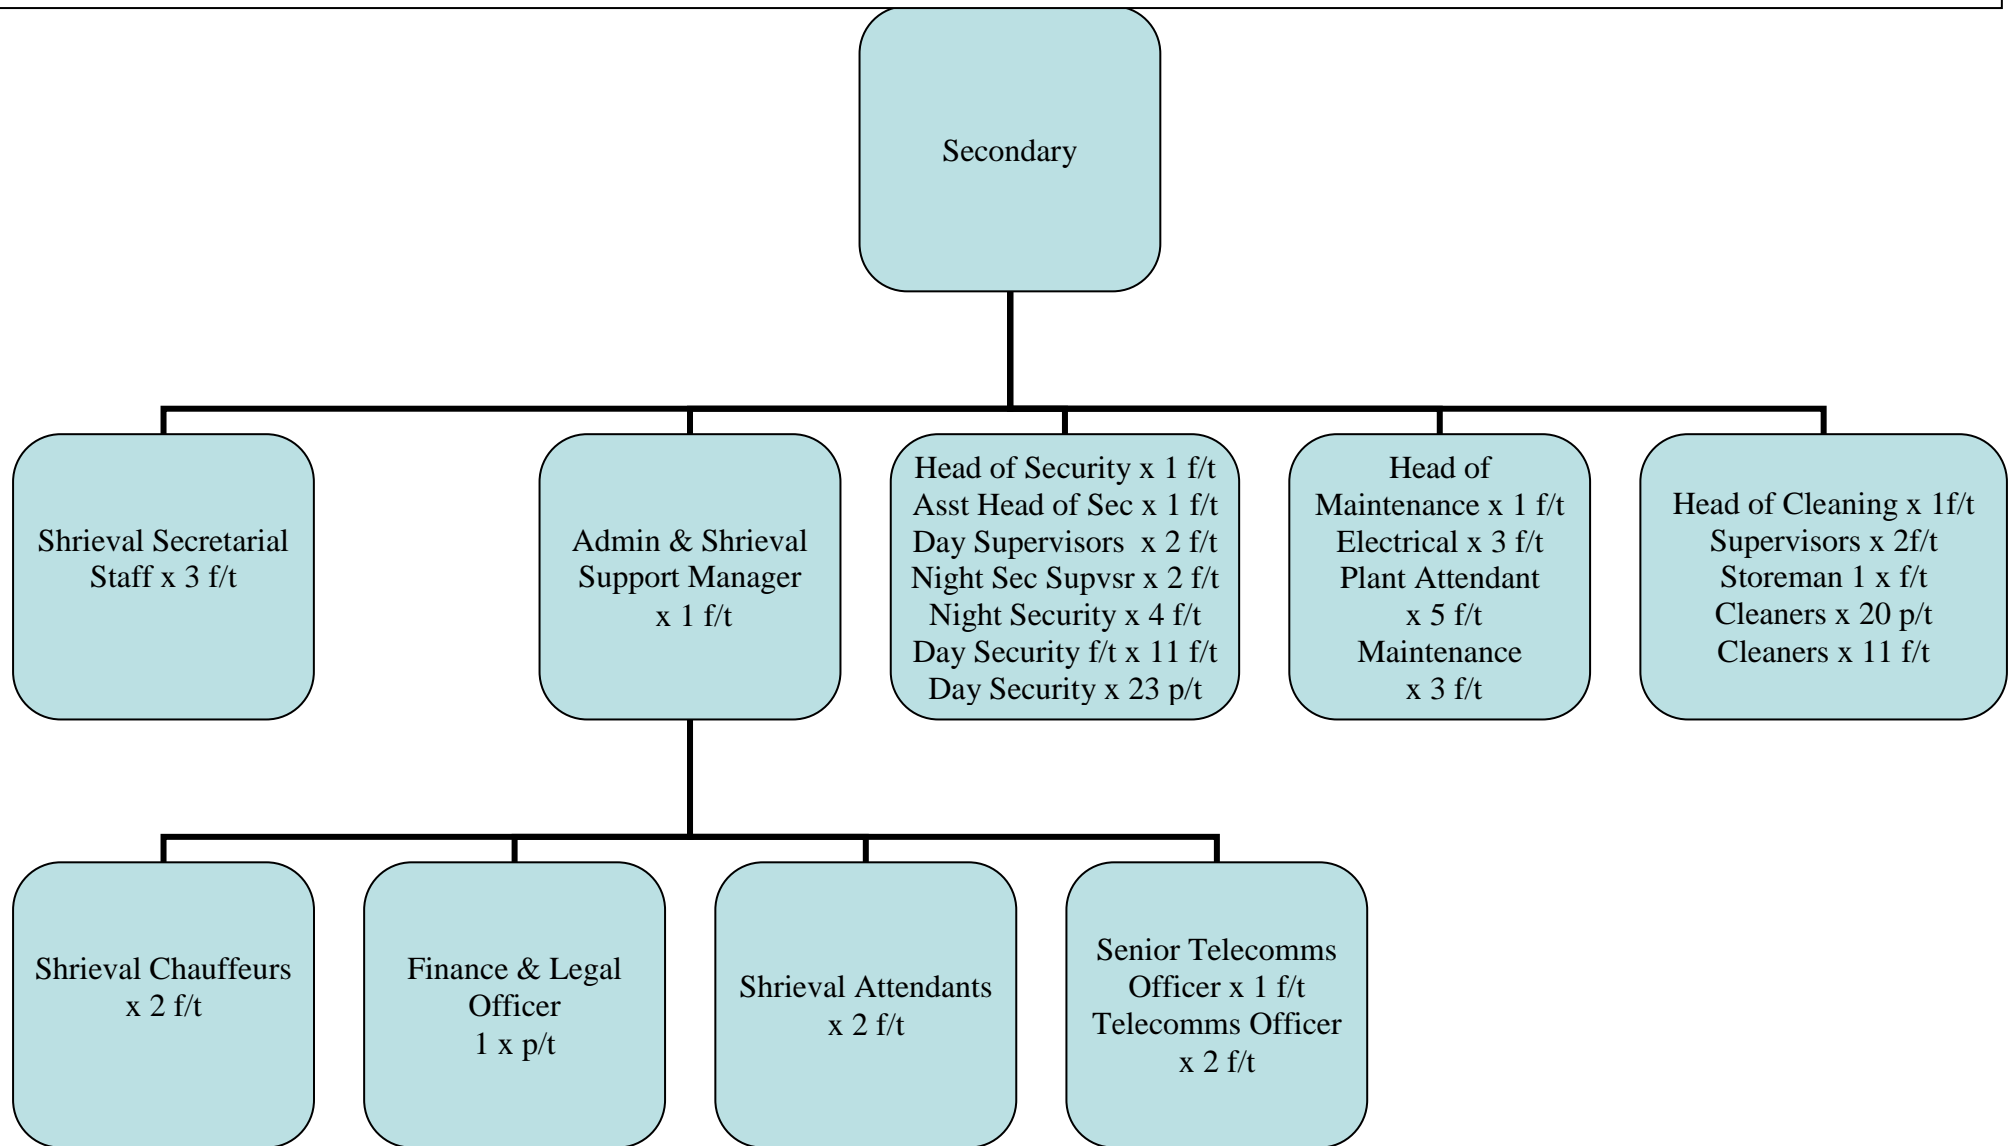 Secondary
Shrieval Secretarial
Staff x 3 f/t
Admin & Shrieval
Support Manager
x 1 f/t
Head of Security x 1 f/t
Asst Head of Sec x 1 f/t
Day Supervisors  x 2 f/t
Night Sec Supvsr x 2 f/t
Night Security x 4 f/t
Day Security f/t x 11 f/t
Day Security x 23 p/t
Head of
Maintenance x 1 f/t
Electrical x 3 f/t
Plant Attendant
x 5 f/t
Maintenance
x 3 f/t
Head of Cleaning x 1f/t
Supervisors x 2f/t
Storeman 1 x f/t
Cleaners x 20 p/t
Cleaners x 11 f/t
Shrieval Chauffeurs
x 2 f/t
Finance & Legal
Officer
1 x p/t
Shrieval Attendants
x 2 f/t
Senior Telecomms
Officer x 1 f/t
Telecomms Officer
x 2 f/t